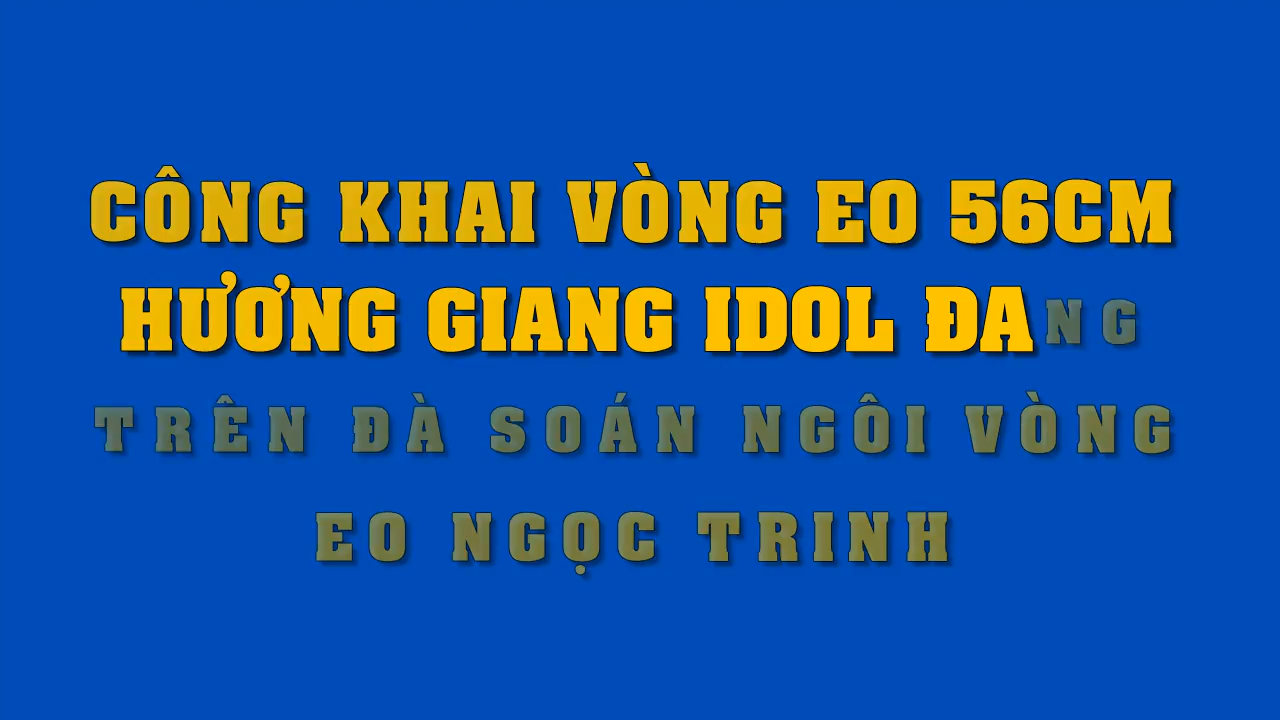 CÔNG KHAI VÒNG EO 56CM
HƯƠNG GIANG IDOL ĐANG
TRÊN ĐÀ SOÁN NGÔI VÒNG
EO NGỌC TRINH